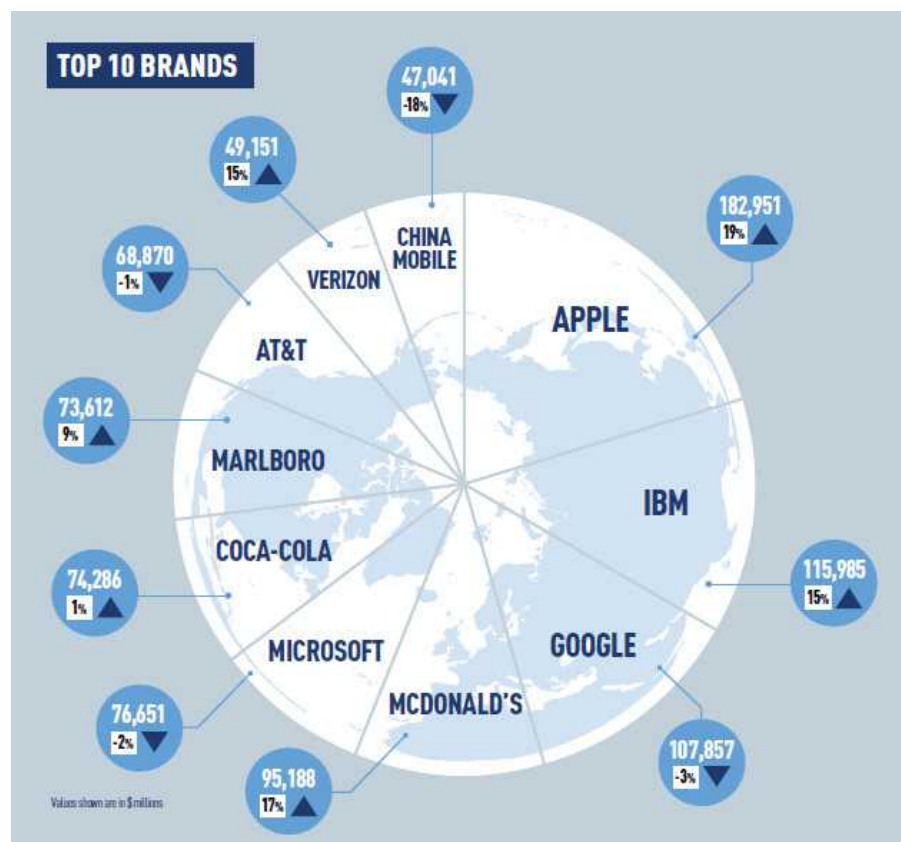 TOP 10 BRANDS
47,041
-18%
49,151
15%
182,951
19%
68,870
-1%
CHINA
MOBILE
VERIZON
APPLE
AT&T
73,612
9%
MARLBORO
IBM
COCA-COLA
74,286
1%
115,985
15%
GOOGLE
MICROSOFT
MCDONALD'S
76,651
-2%
107,857
-3%
95,188
17%
Values shown are in $ millions